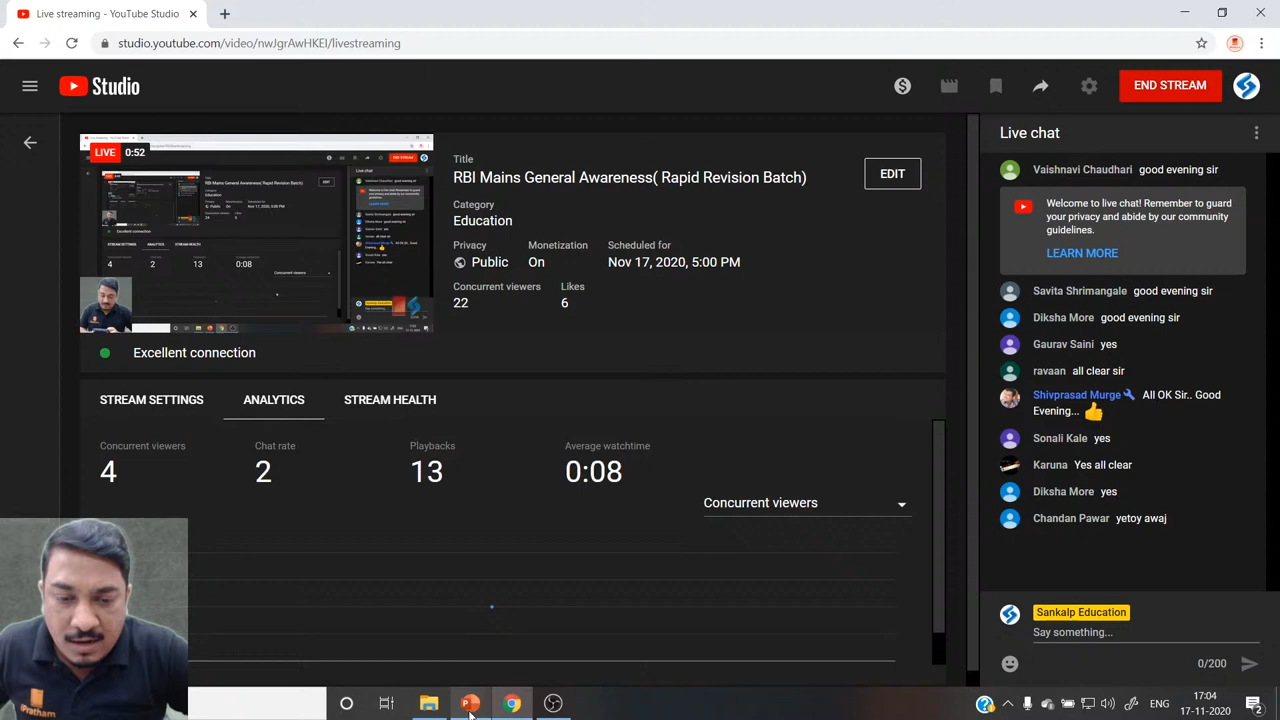 Live streaming - YouTube Studio
studio.youtube.com/video/nwJgrAwHKEI/livestreaming
Studio
END STREAM
LIVE 0:52
Title
RBI Mains General Awareness( Rapid Revision Batch)
EDIT
Category
Education
Privacy Monetization Scheduled for
Public On Nov 17, 2020, 5:00 PM
Concurrent viewers Likes
22 6
Excellent connection
STREAM SETTINGS ANALYTICS STREAM HEALTH
Concurrent viewers Chat rate Playbacks Average watchtime
4 2 13 0:08
Concurrent viewers
Live chat
Vaishnavi Chaudhari good evening sir
Welcome to live chat! Remember to guard
your privacy and abide by our community
guidelines.
LEARN MORE
Savita Shrimangale good evening sir
Diksha More good evening sir
Gaurav Saini yes
ravaan all clear sir
Shivprasad Murge All OK Sir.. Good
Evening...
Sonali Kale yes
Karuna Yes all clear
Diksha More yes
Chandan Pawar yetoy awaj
Sankalp Education
Say something...
0/200
Pratham
ENG
17:04
17-11-2020
2